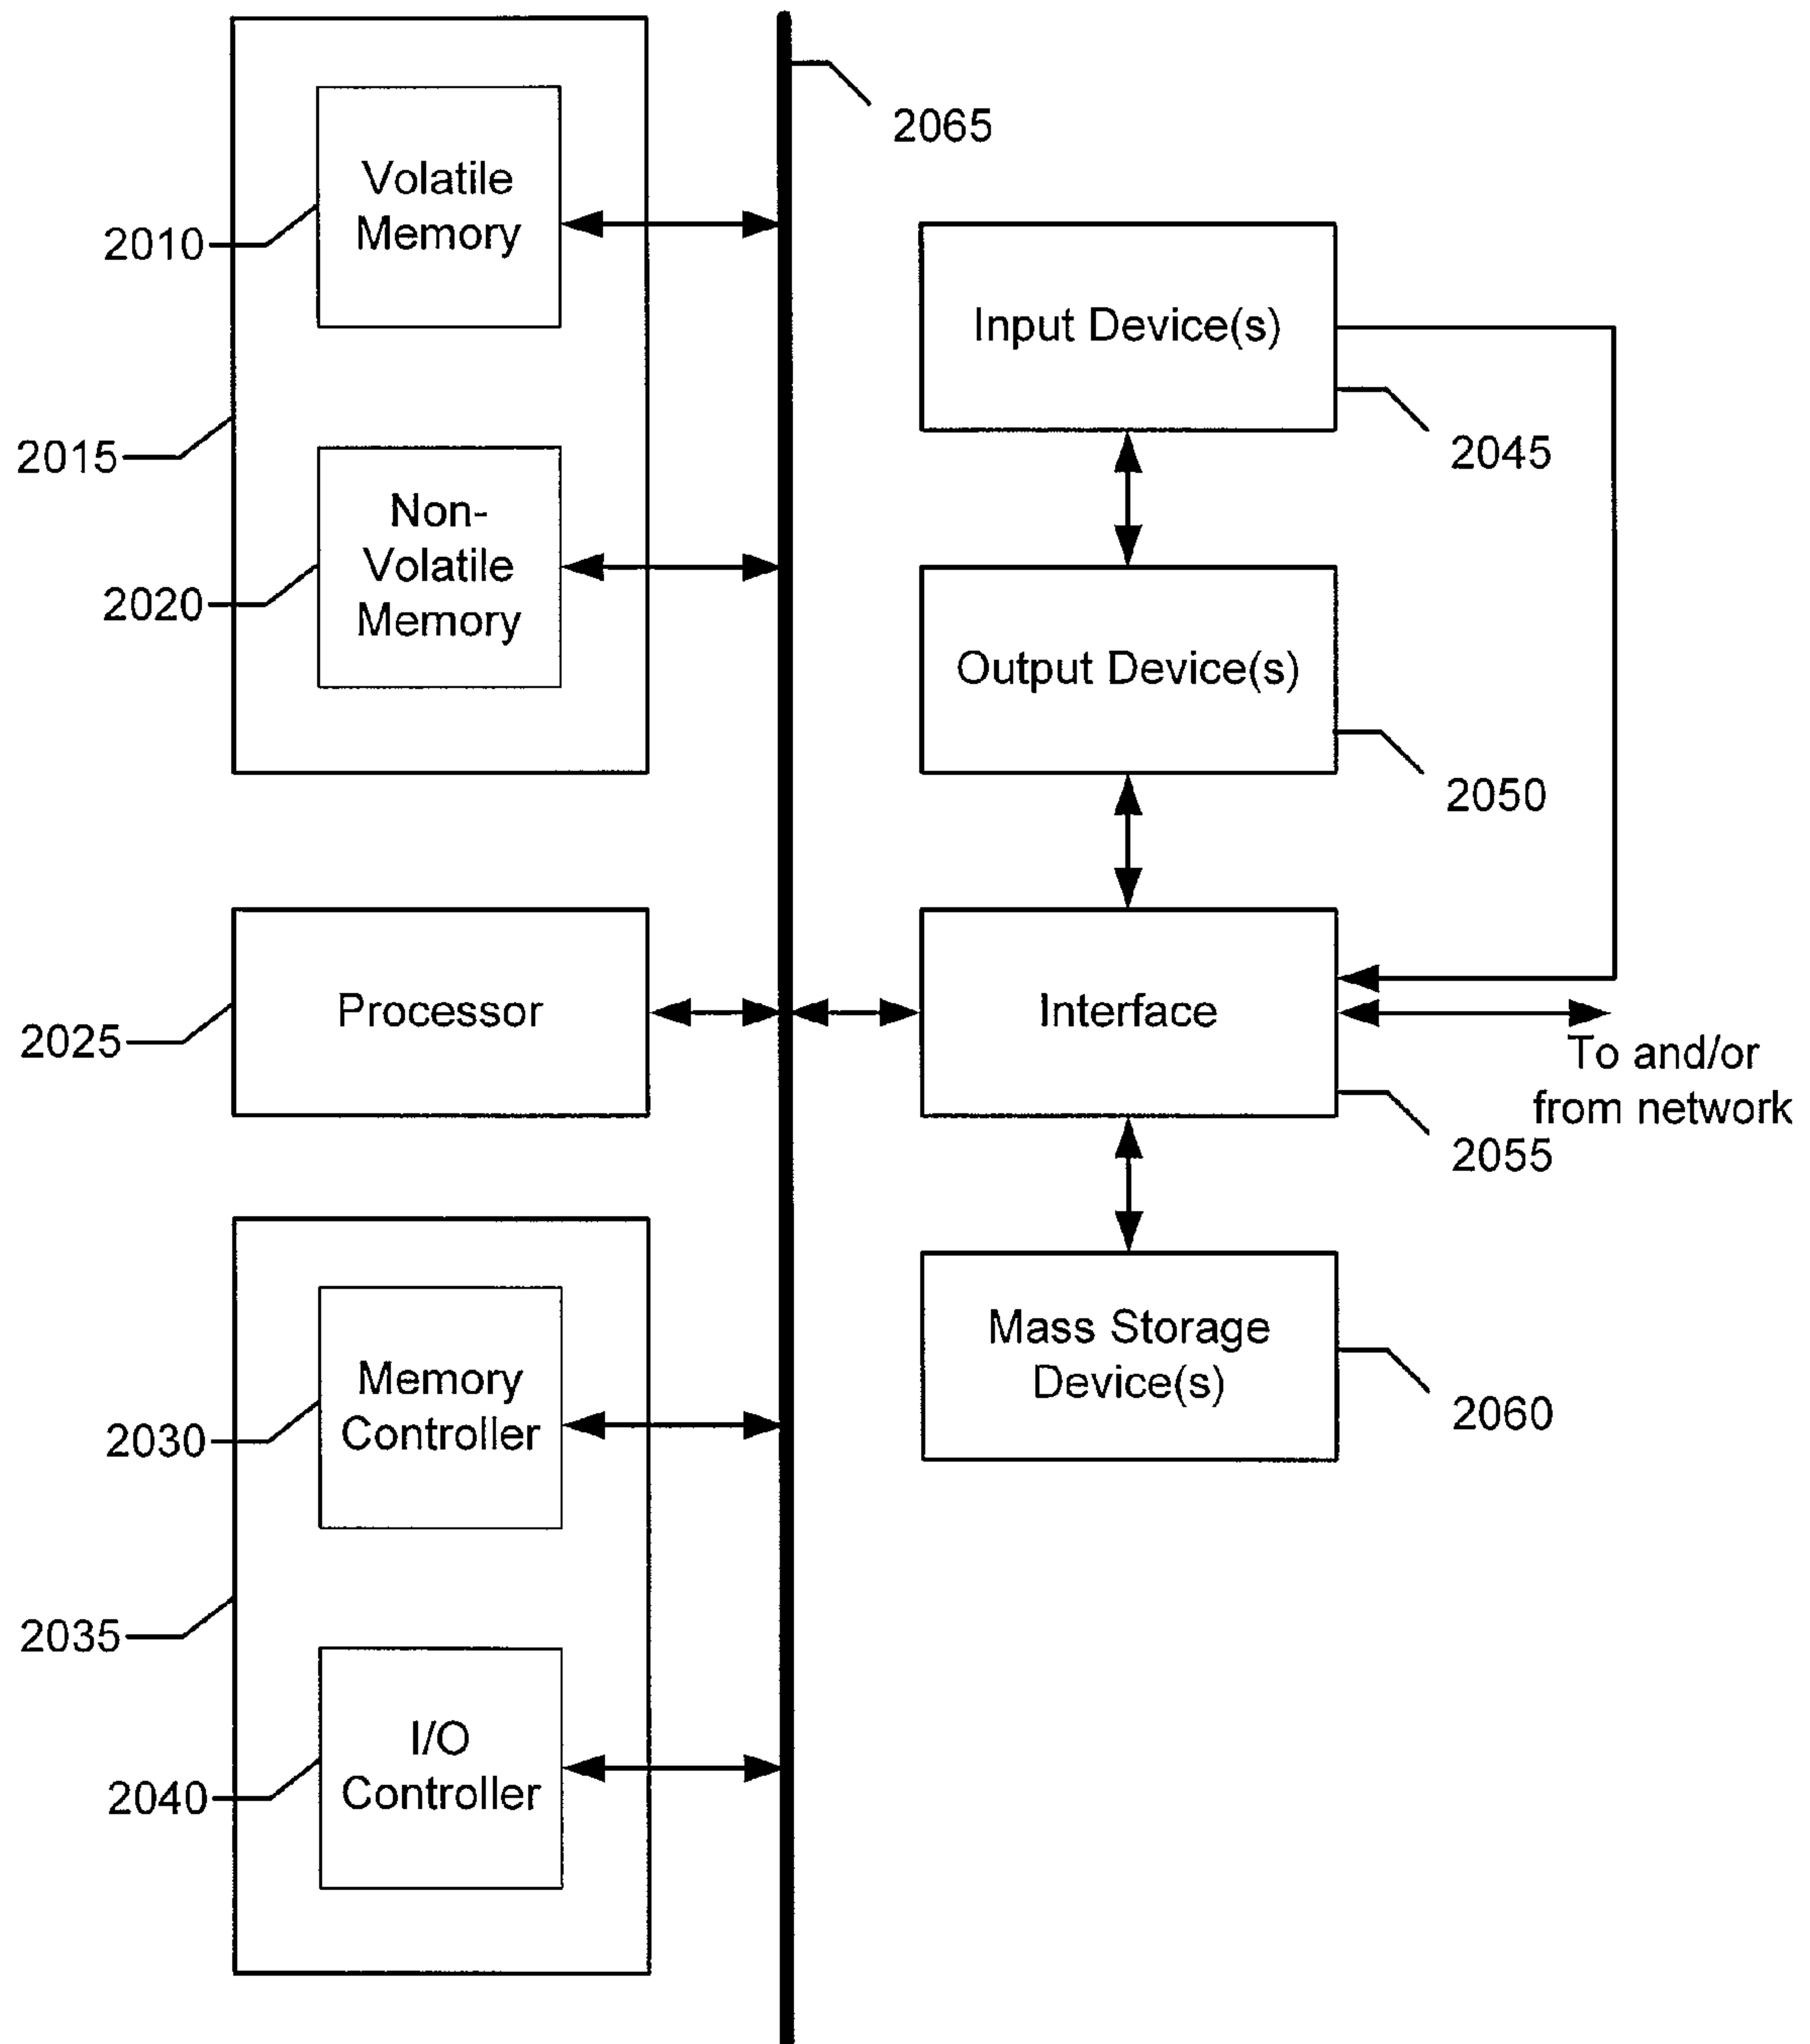 2065
Volatile
Memory
2010
Input Device(s)
2045
2015
Non-
Volatile
Memory
2020
Output Device(s)
2050
Processor
2025
Interface
To and/or
from network
2055
Memory
Controller
2030
Mass Storage
Device(s)
2060
2035
I/O
Controller
2040